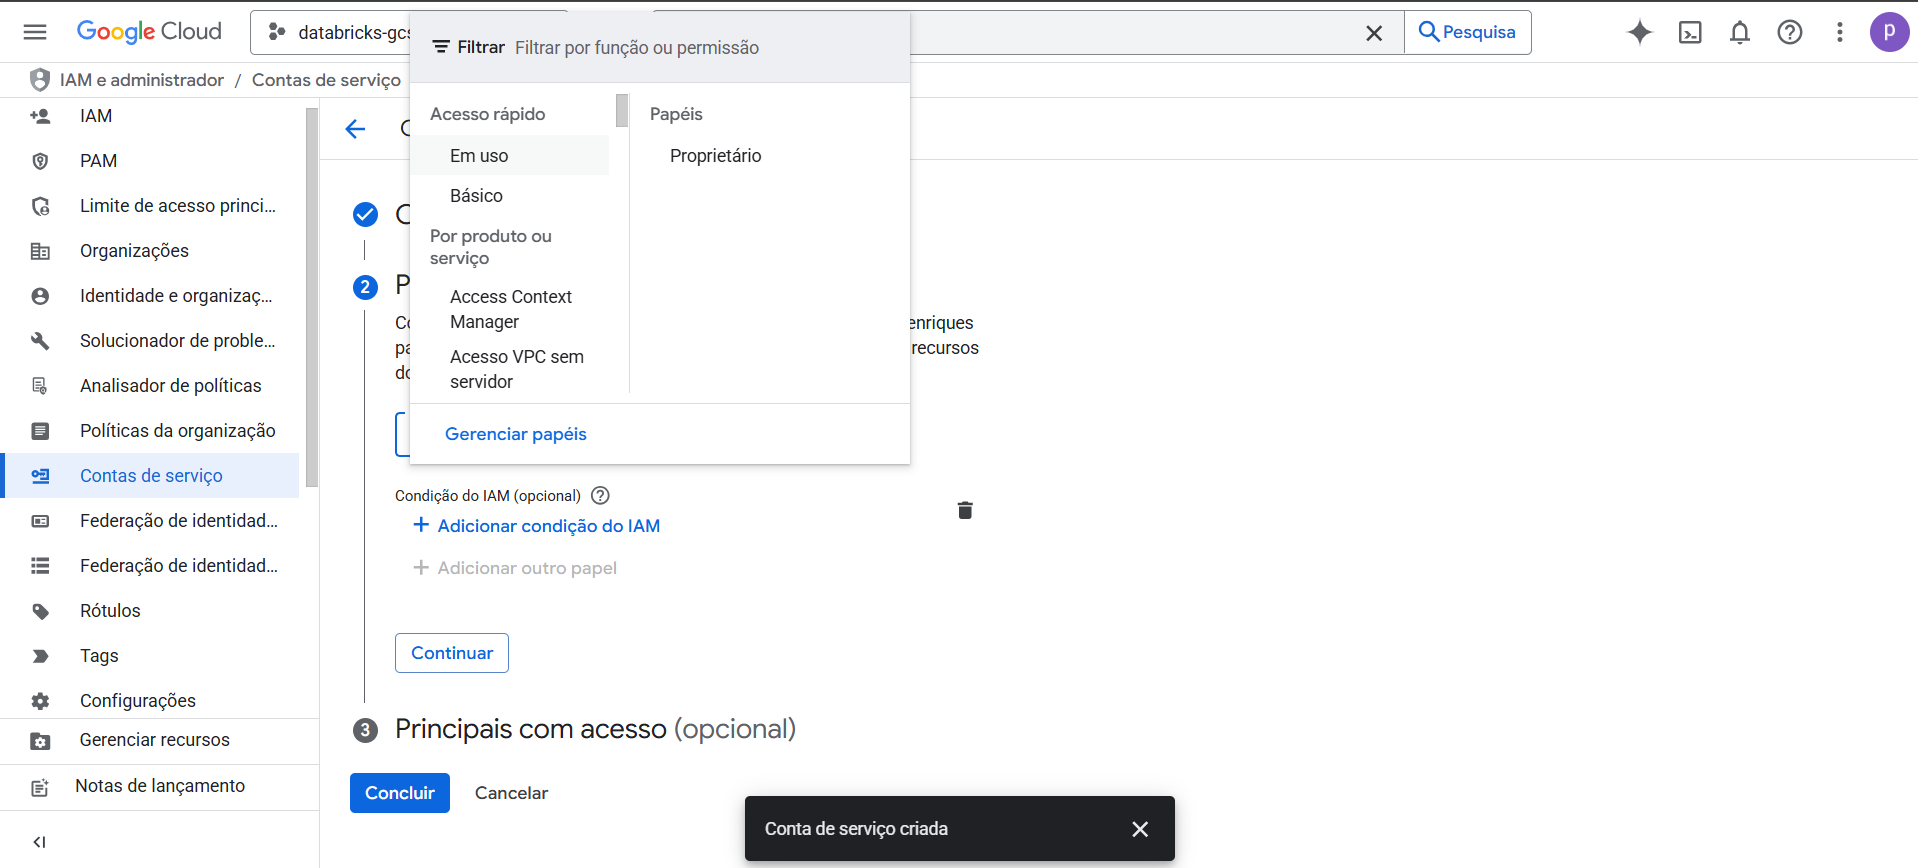 Google Cloud
databricks-gcs
Pesquisa
p
IAM e administrador / Contas de serviço
IAM
PAM
Limite de acesso princi...
Organizações
Identidade e organizaç...
Solucionador de proble...
Analisador de políticas
Políticas da organização
Contas de serviço
Federação de identidad...
Federação de identidad...
Rótulos
Tags
Configurações
Gerenciar recursos
Notas de lançamento
Filtrar Filtrar por função ou permissão
Acesso rápido
Em uso
Básico
Por produto ou
serviço
Access Context
Manager
Acesso VPC sem
servidor
Papéis
Proprietário
Gerenciar papéis
2
enriques
recursos
Condição do IAM (opcional)
+ Adicionar condição do IAM
+ Adicionar outro papel
Continuar
3 Principais com acesso (opcional)
Concluir
Cancelar
Conta de serviço criada